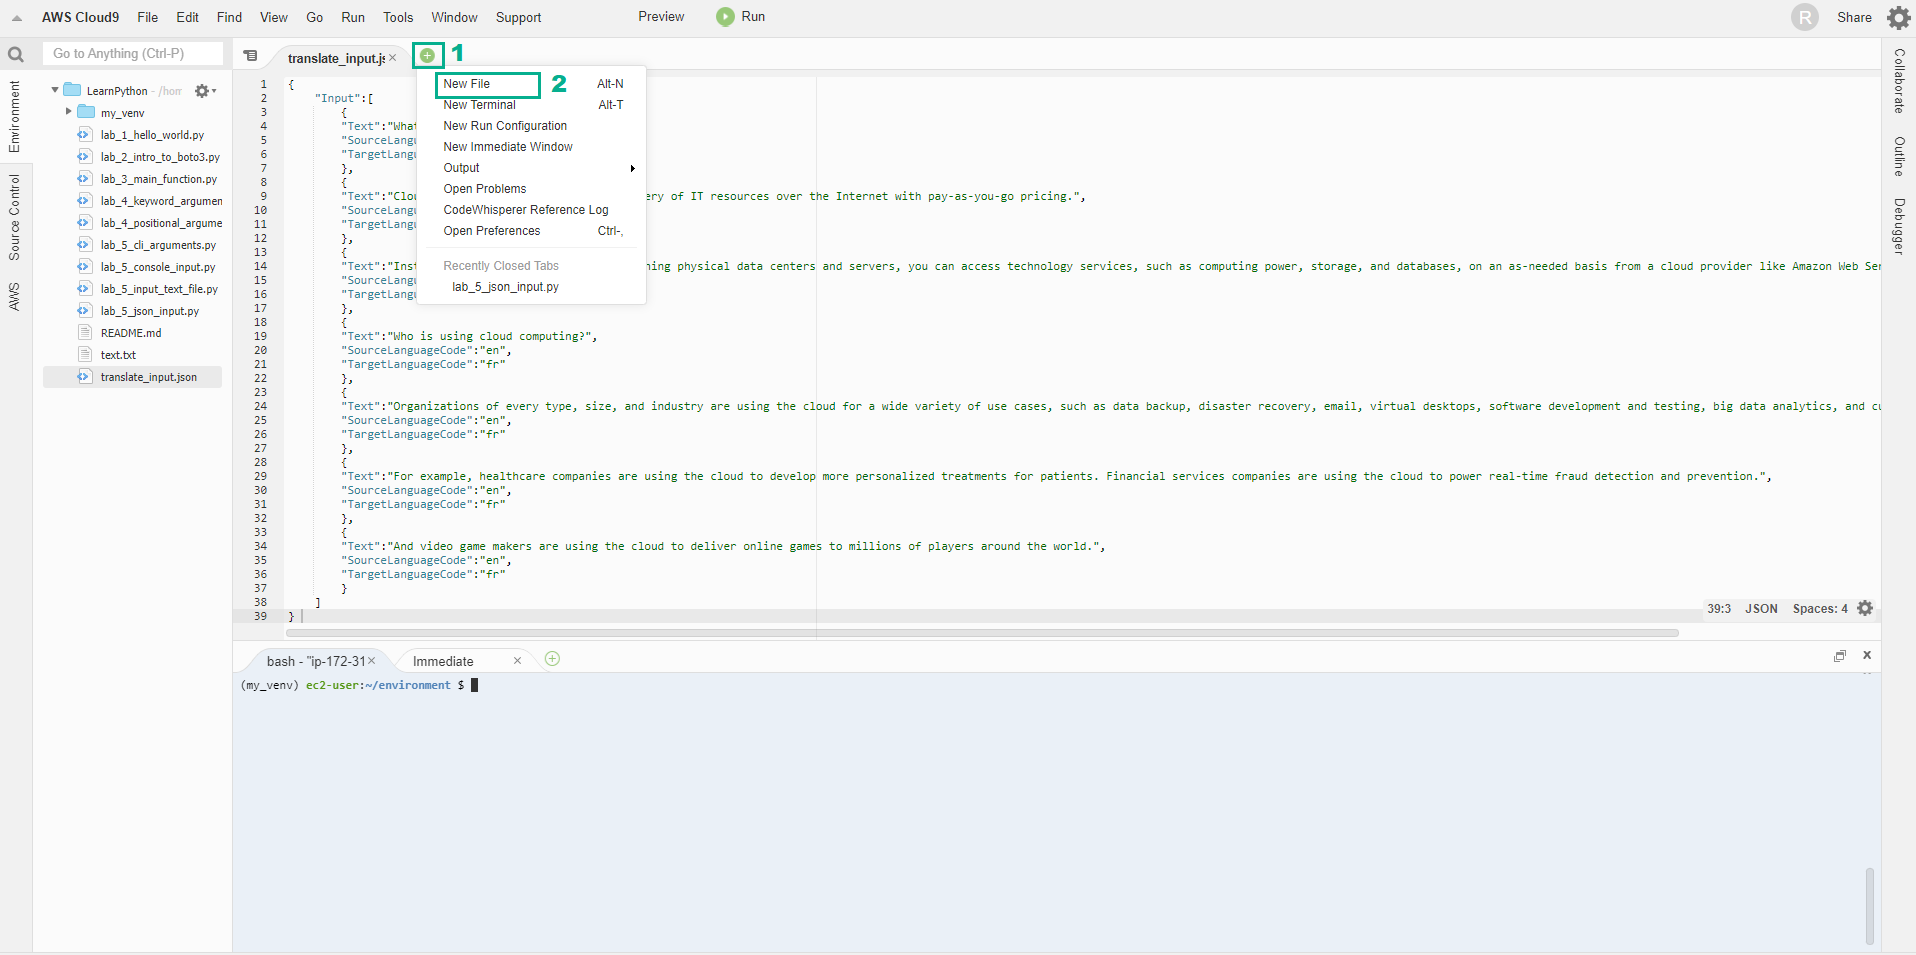 AWS Cloud9 File Edit Find View Go Run Tools Window Support Preview Run R Share
Go to Anything (Ctrl-P)
translate_input.js
1
Environment
Source Control
AWS
LearnPython - /hom
my_venv
lab_1_hello_world.py
lab_2_intro_to_boto3.py
lab_3_main_function.py
lab_4_keyword_argumen
lab_4_positional_argume
lab_5_cli_arguments.py
lab_5_console_input.py
lab_5_input_text_file.py
lab_5_json_input.py
README.md
text.txt
translate_input.json
New File Alt-N
2
New Terminal Alt-T
New Run Configuration
New Immediate Window
Output
Open Problems
CodeWhisperer Reference Log
Open Preferences Ctrl-,
Recently Closed Tabs
lab_5_json_input.py
1 {
2 "Input":[
3 {
4 "Text":"What
5 "SourceLangu
6 "TargetLangu
7 },
8 {
9 "Text":"Clou ery of IT resources over the Internet with pay-as-you-go pricing.",
10 "SourceLangu
11 "TargetLangu
12 },
13 {
14 "Text":"Inst ning physical data centers and servers, you can access technology services, such as computing power, storage, and databases, on an as-needed basis from a cloud provider like Amazon Web Ser
15 "SourceLangu
16 "TargetLangu
17 },
18 {
19 "Text":"Who is using cloud computing?",
20 "SourceLanguageCode":"en",
21 "TargetLanguageCode":"fr"
22 },
23 {
24 "Text":"Organizations of every type, size, and industry are using the cloud for a wide variety of use cases, such as data backup, disaster recovery, email, virtual desktops, software development and testing, big data analytics, and cu
25 "SourceLanguageCode":"en",
26 "TargetLanguageCode":"fr"
27 },
28 {
29 "Text":"For example, healthcare companies are using the cloud to develop more personalized treatments for patients. Financial services companies are using the cloud to power real-time fraud detection and prevention.",
30 "SourceLanguageCode":"en",
31 "TargetLanguageCode":"fr"
32 },
33 {
34 "Text":"And video game makers are using the cloud to deliver online games to millions of players around the world.",
35 "SourceLanguageCode":"en",
36 "TargetLanguageCode":"fr"
37 }
38 ]
39 }
39:3 JSON Spaces: 4
bash - "ip-172-31 Immediate
(my_venv) ec2-user:~/environment $
Collaborate
Outline
Debugger